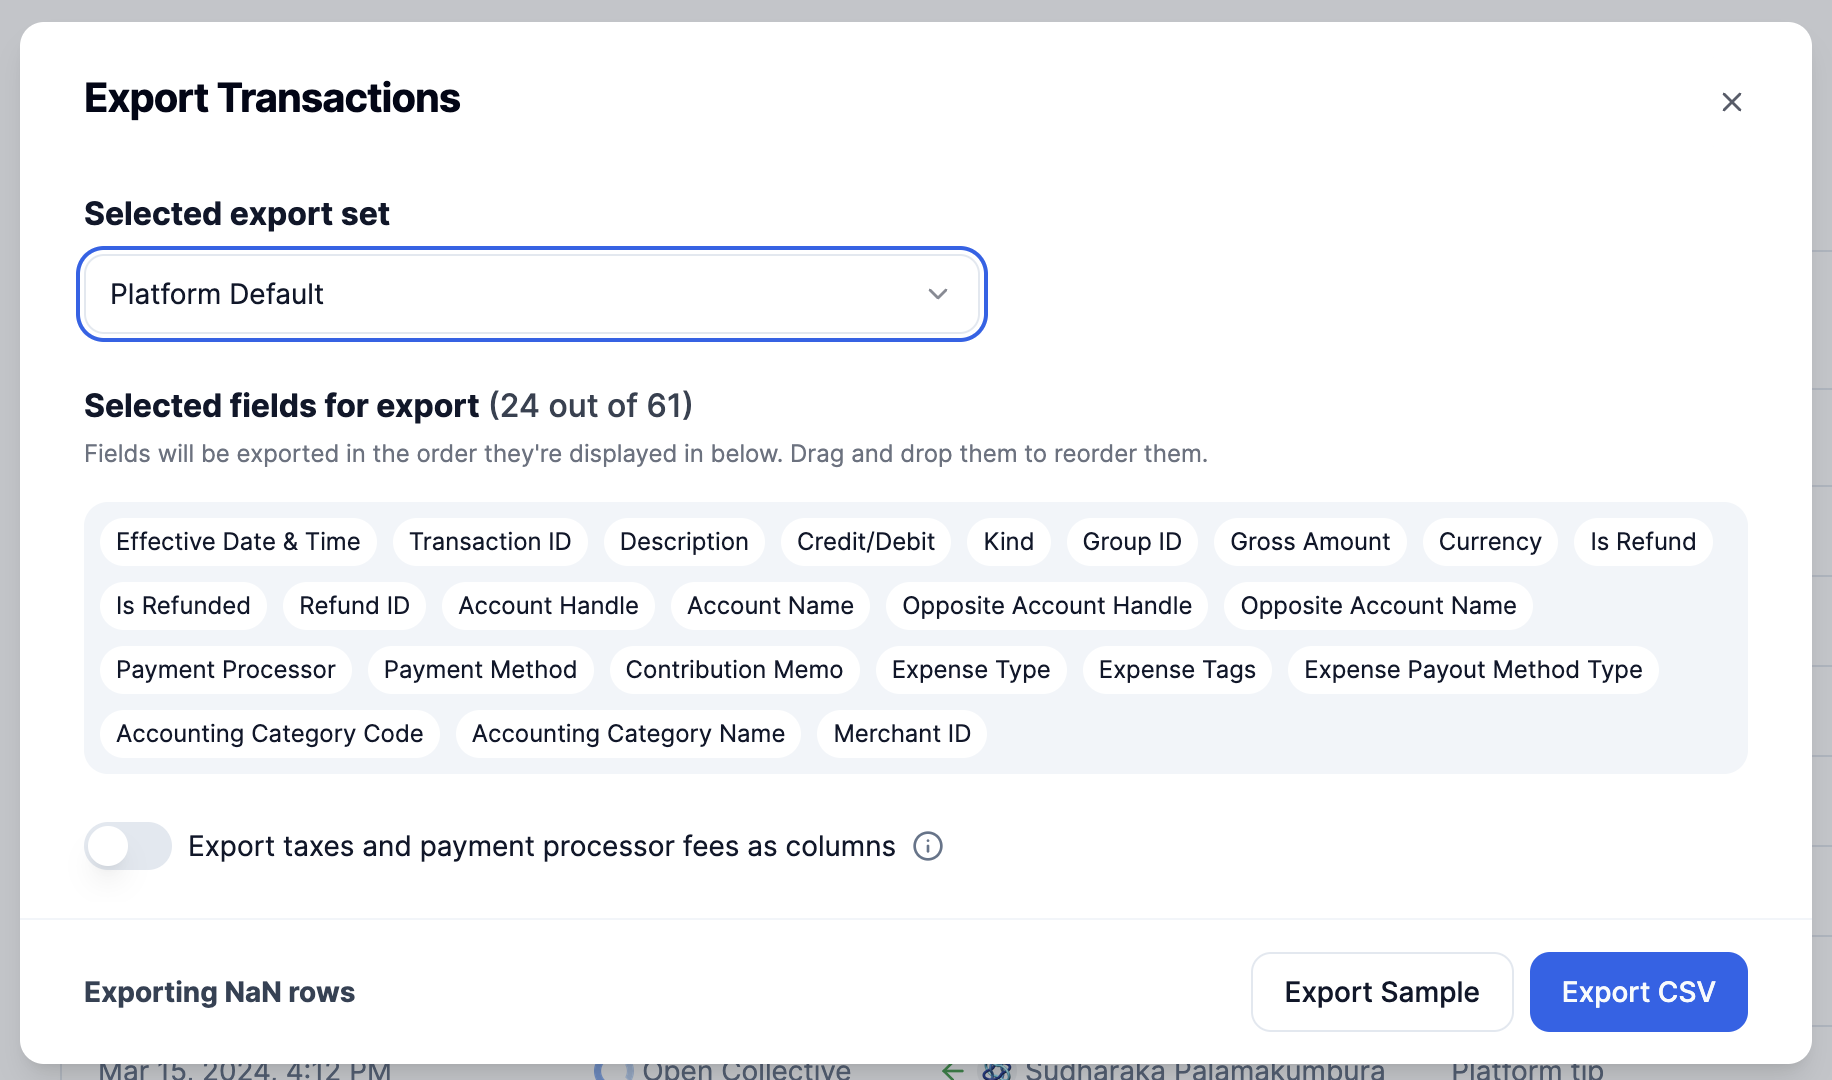 Export Transactions
Selected export set
Platform Default
Selected fields for export (24 out of 61)
Fields will be exported in the order they're displayed in below. Drag and drop them to reorder them.
Effective Date & Time Transaction ID Description Credit/Debit Kind Group ID Gross Amount Currency Is Refund
Is Refunded Refund ID Account Handle Account Name Opposite Account Handle Opposite Account Name
Payment Processor Payment Method Contribution Memo Expense Type Expense Tags Expense Payout Method Type
Accounting Category Code Accounting Category Name Merchant ID
Export taxes and payment processor fees as columns
Exporting NaN rows Export Sample Export CSV
Mar 15, 2024, 4:12 PM Open Collective Sudharaka Palamakumbura Platform tip